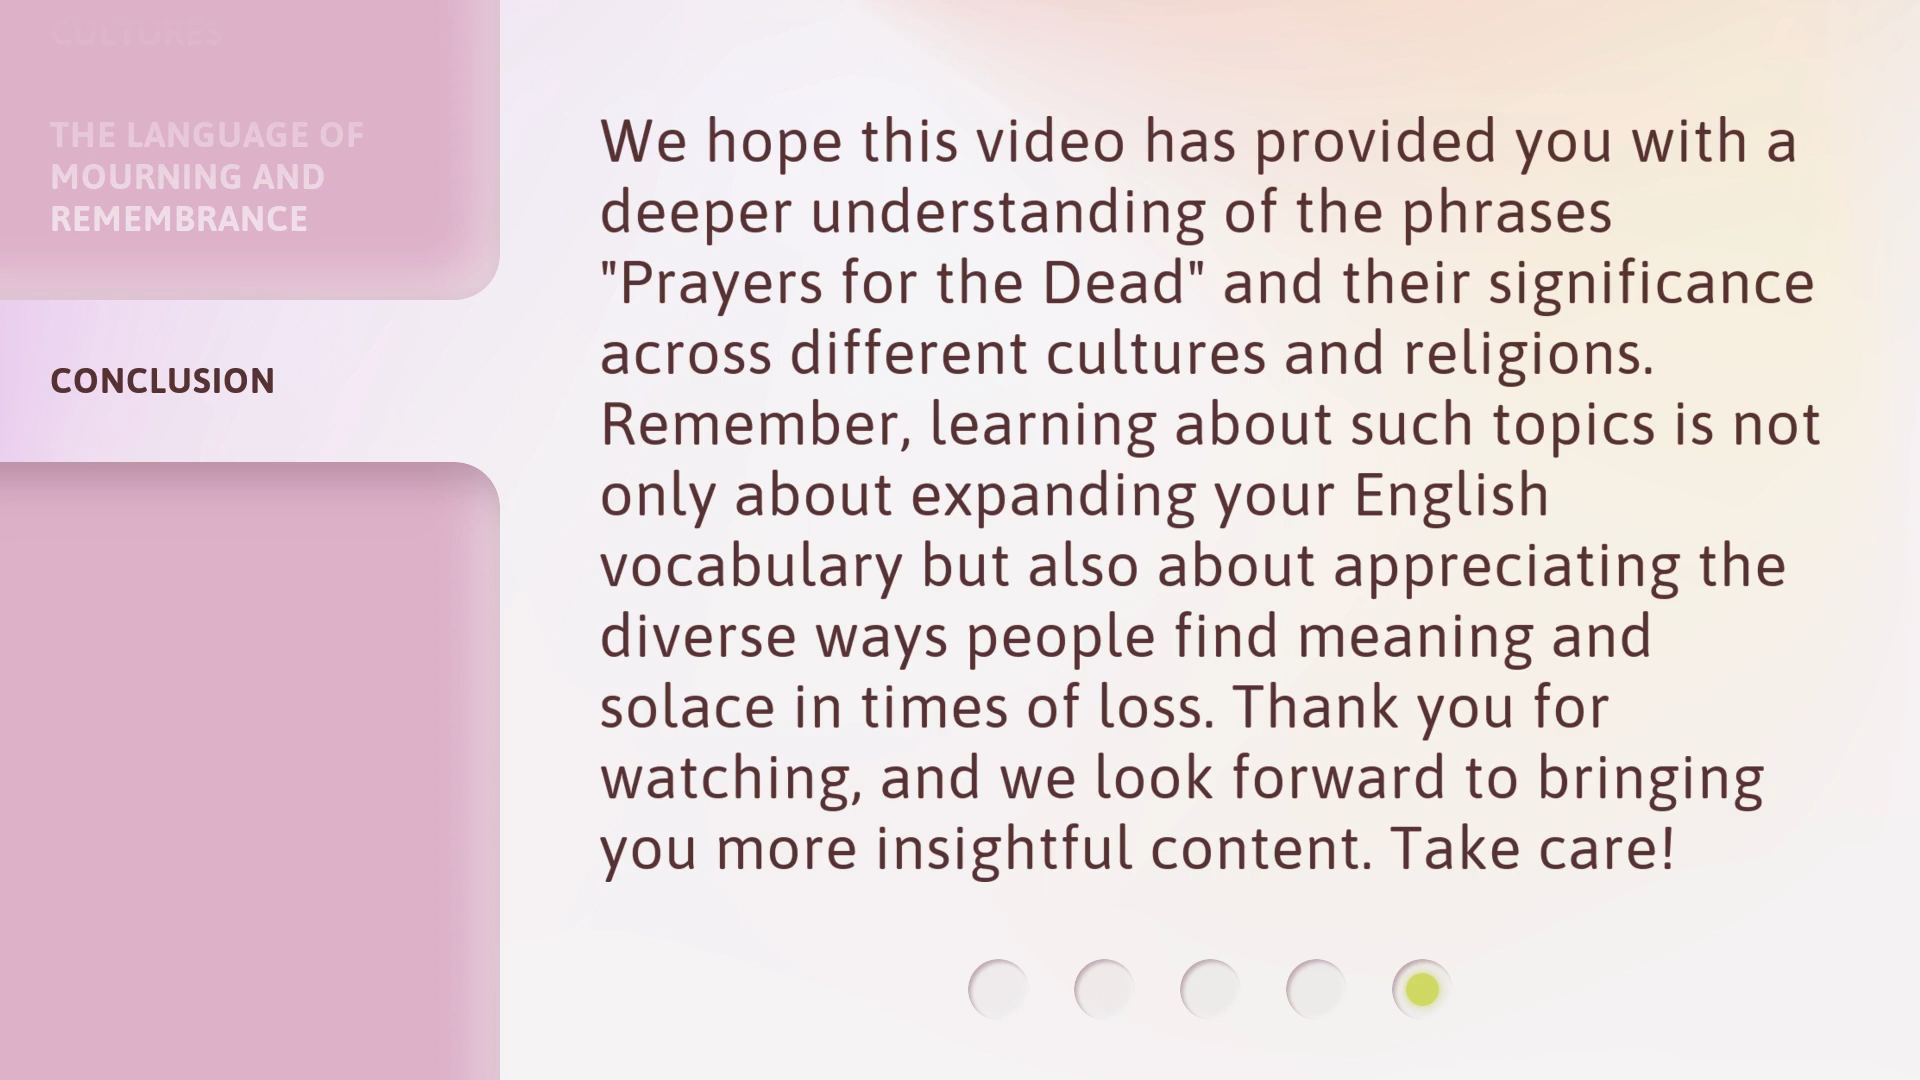 CULTURES
THE LANGUAGE OF
MOURNING AND
REMEMBRANCE
CONCLUSION
We hope this video has provided you with a
deeper understanding of the phrases
"Prayers for the Dead" and their significance
across different cultures and religions.
Remember, learning about such topics is not
only about expanding your English
vocabulary but also about appreciating the
diverse ways people find meaning and
solace in times of loss. Thank you for
watching, and we look forward to bringing
you more insightful content. Take care!